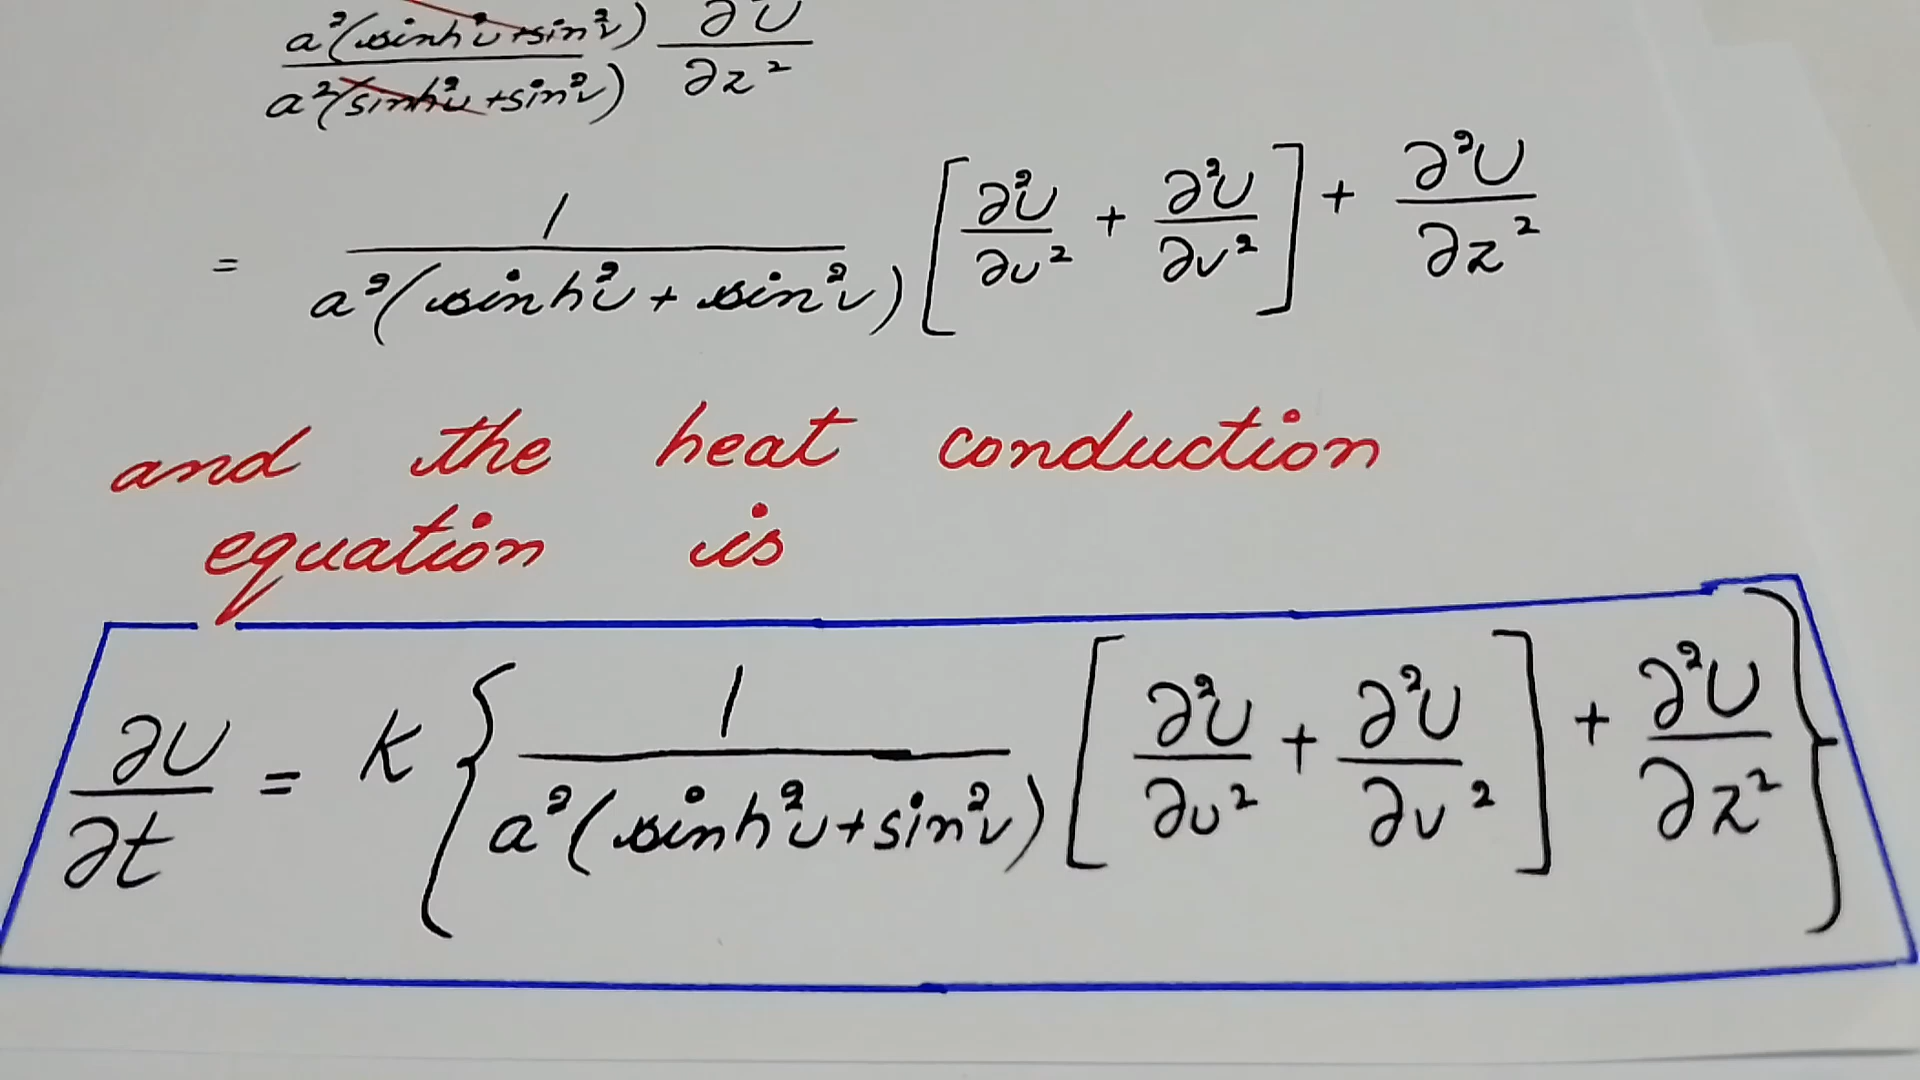 a²(sinh²u+sin²v) / a²(sinh²u+sin²v) ∂²U/∂z²
= 1 / a²(sinh²u + sin²v) [∂²U/∂u² + ∂²U/∂v²] + ∂²U/∂z²
and the heat conduction
equation is
∂U/∂t = K {1 / a²(sinh²u+sin²v) [∂²U/∂u² + ∂²U/∂v²] + ∂²U/∂z²}